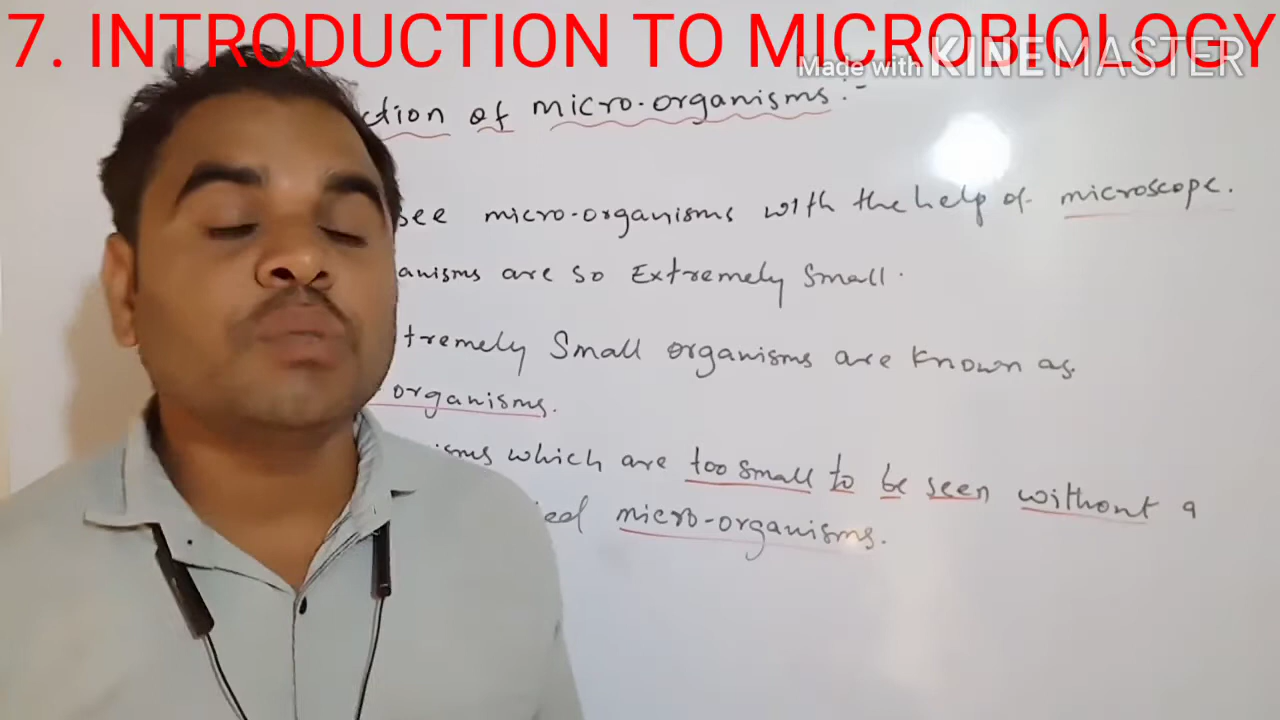 7. INTRODUCTION TO MICROBIOLOGY
Made with KINEMASTER
ction of micro-organisms:-
see micro-organisms with the help of microscope.
anisms are so Extremely Small.
tremely Small organisms are known as
organisms.
isms which are too small to be seen without a
ied micro-organisms.